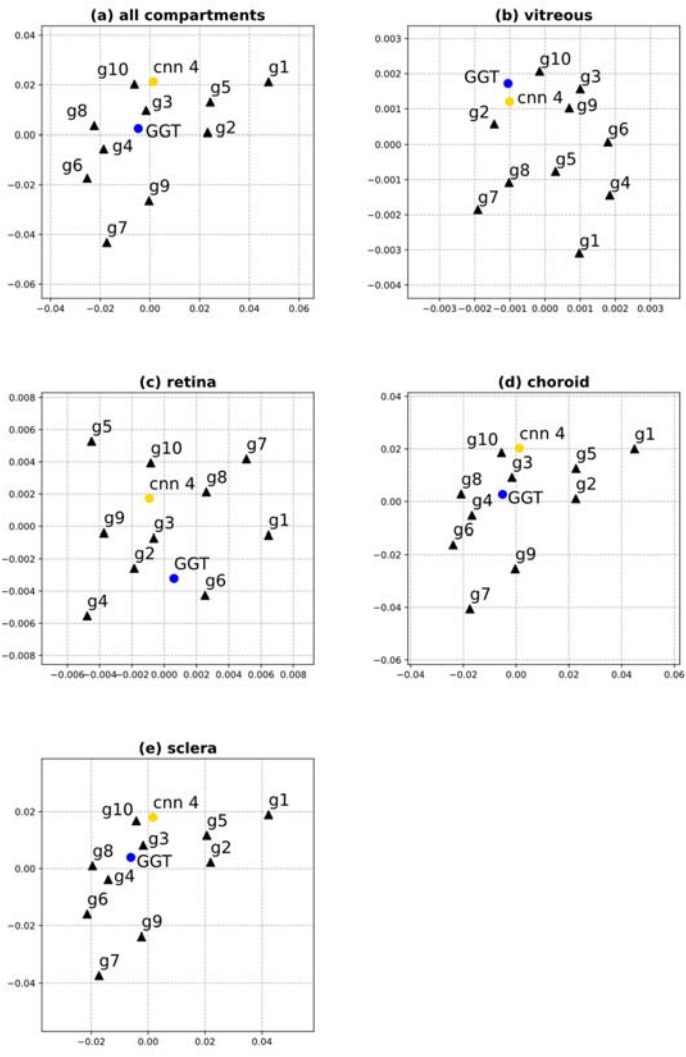 (a) all compartments
0.04
0.02
0.00
−0.02
−0.04
−0.06
−0.04 −0.02 0.00 0.02 0.04 0.06
g10
cnn 4
g1
g5
g3
g8
GGT
g2
g4
g6
g9
g7
(b) vitreous
0.003
0.002
0.001
0.000
−0.001
−0.002
−0.003
−0.004
−0.003−0.002 −0.001 0.000 0.001 0.002 0.003
g10
GGT
g3
cnn 4
g9
g2
g6
g5
g8
g4
g7
g1
(c) retina
0.008
0.006
0.004
0.002
0.000
−0.002
−0.004
−0.006
−0.008
−0.006−0.004−0.002 0.000 0.002 0.004 0.006 0.008
g5
g10
g7
cnn 4
g8
g9
g3
g1
g2
GGT
g6
g4
(d) choroid
0.04
0.02
0.00
−0.02
−0.04
−0.06
−0.04 −0.02 0.00 0.02 0.04 0.06
g10
cnn 4
g1
g3
g5
g8
GGT
g2
g4
g6
g9
g7
(e) sclera
0.02
0.00
−0.02
−0.04
−0.02 0.00 0.02 0.04
g10
cnn 4
g1
g5
g3
g8
GGT
g2
g4
g6
g9
g7